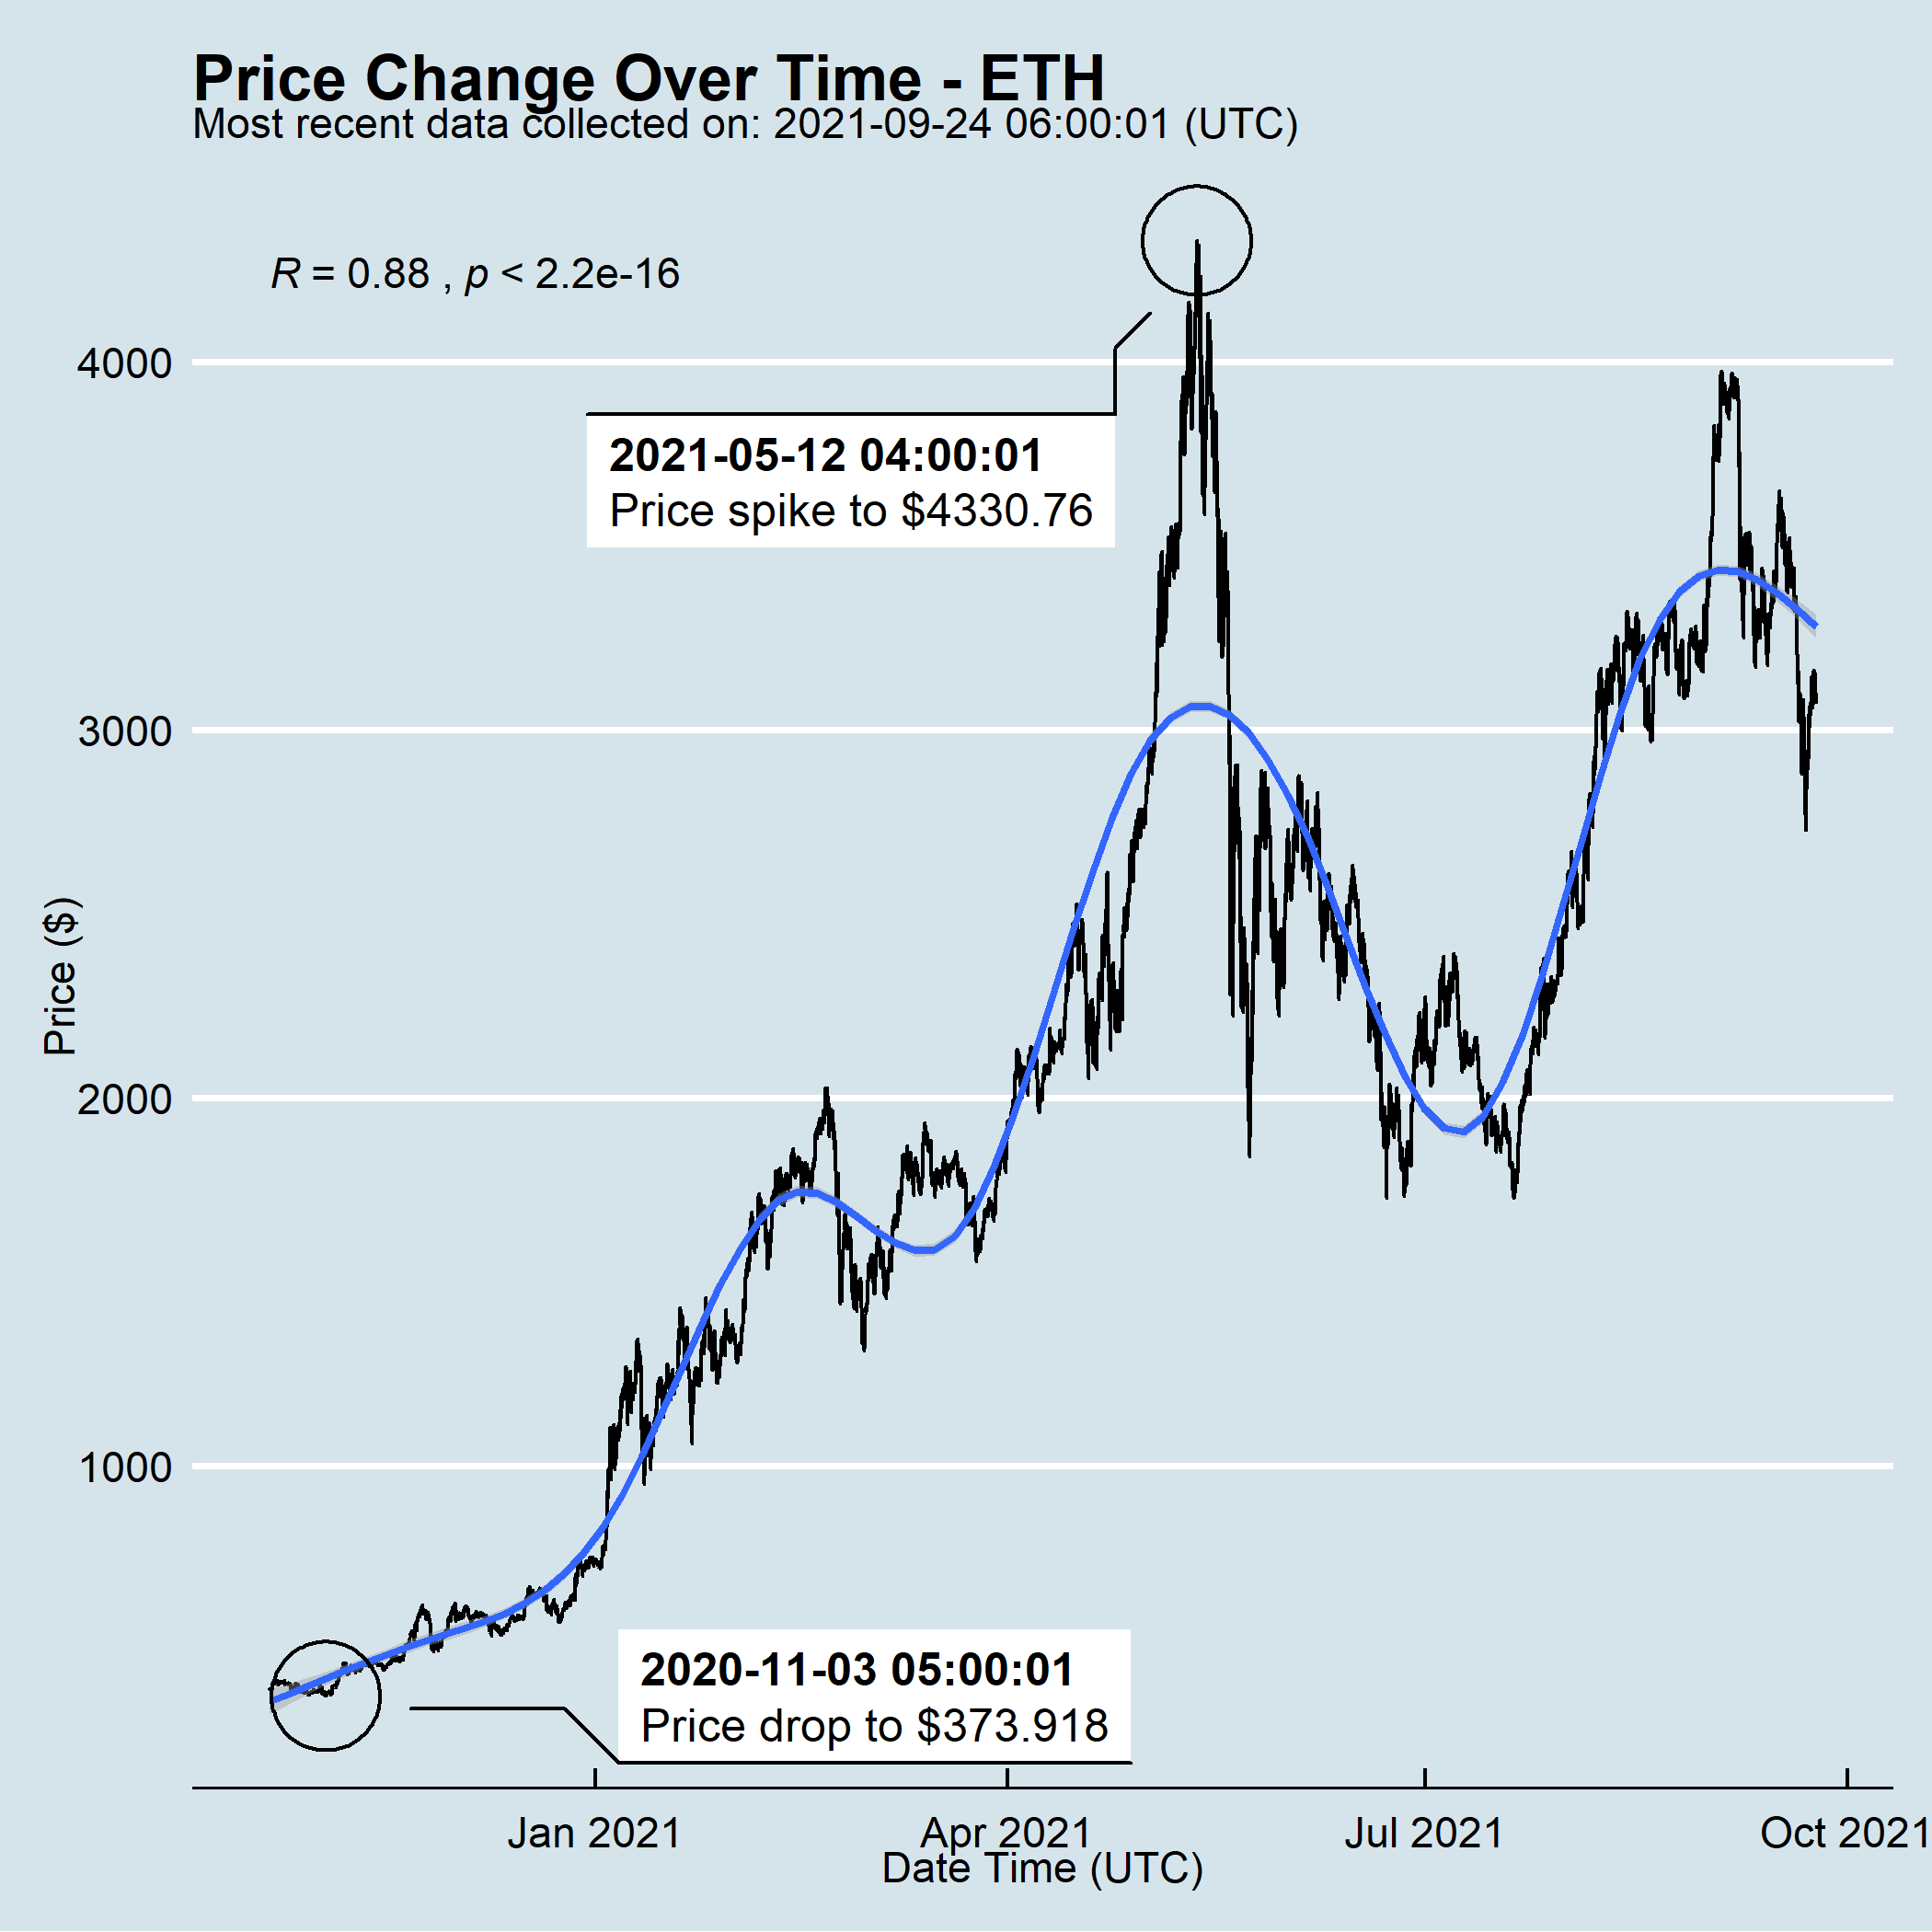 Price Change Over Time - ETH
Most recent data collected on: 2021-09-24 06:00:01 (UTC)
R = 0.88 , p < 2.2e-16
4000
2021-05-12 04:00:01
Price spike to $4330.76
3000
Price ($)
2000
1000
2020-11-03 05:00:01
Price drop to $373.918
Jan 2021
Apr 2021
Jul 2021
Oct 2021
Date Time (UTC)